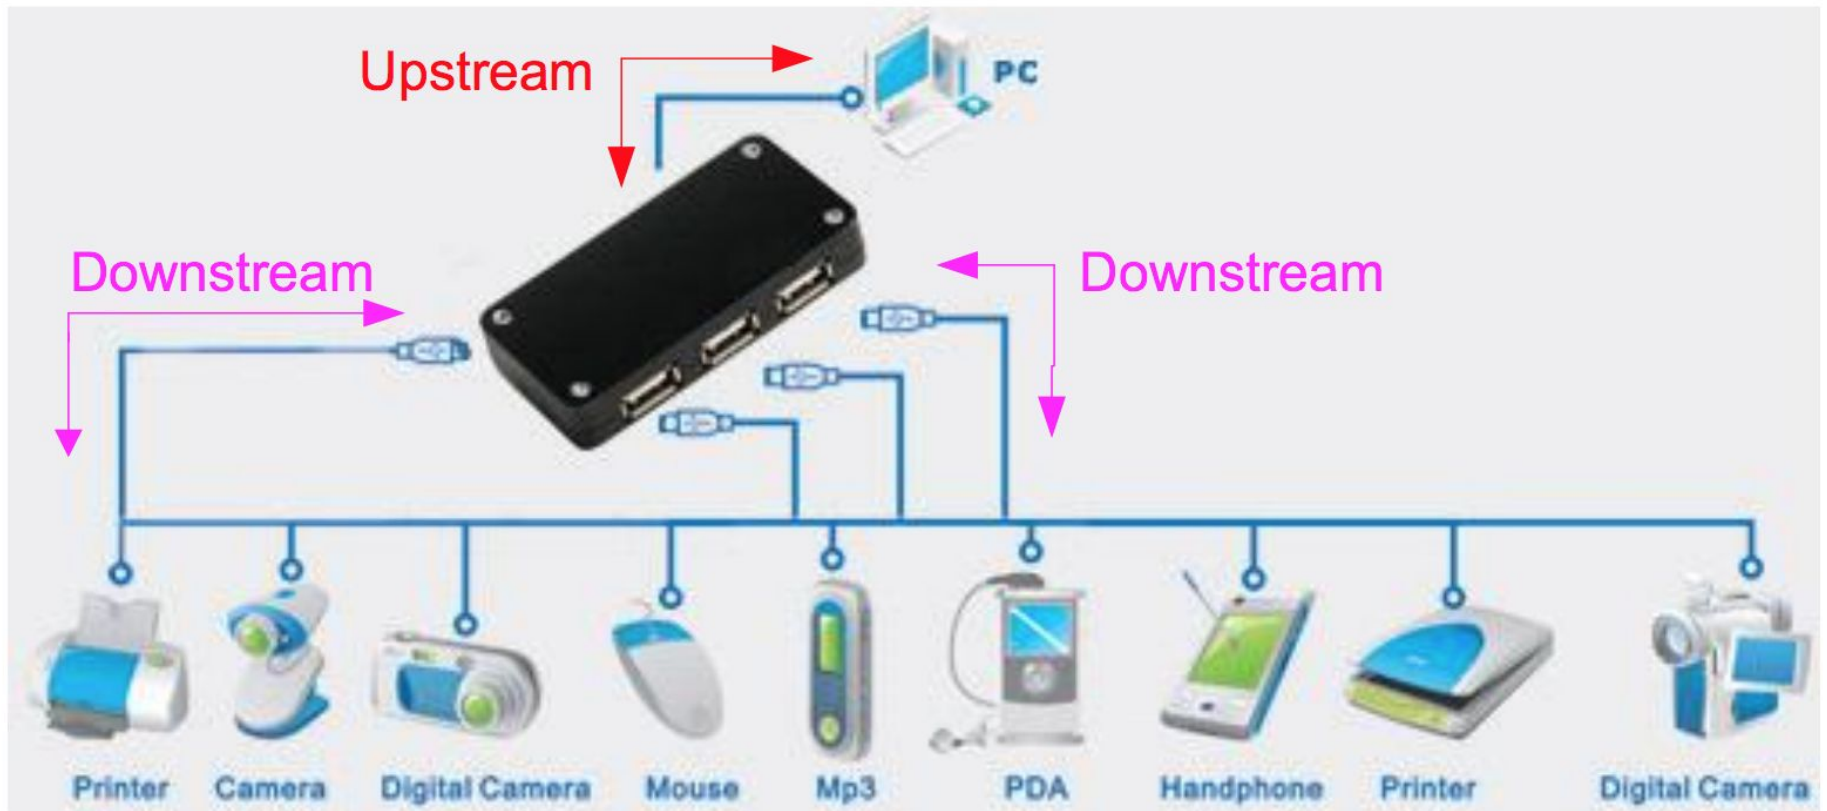 Upstream
PC
Downstream
Downstream
Printer
Camera
Digital Camera
Mouse
Mp3
PDA
Handphone
Printer
Digital Camera